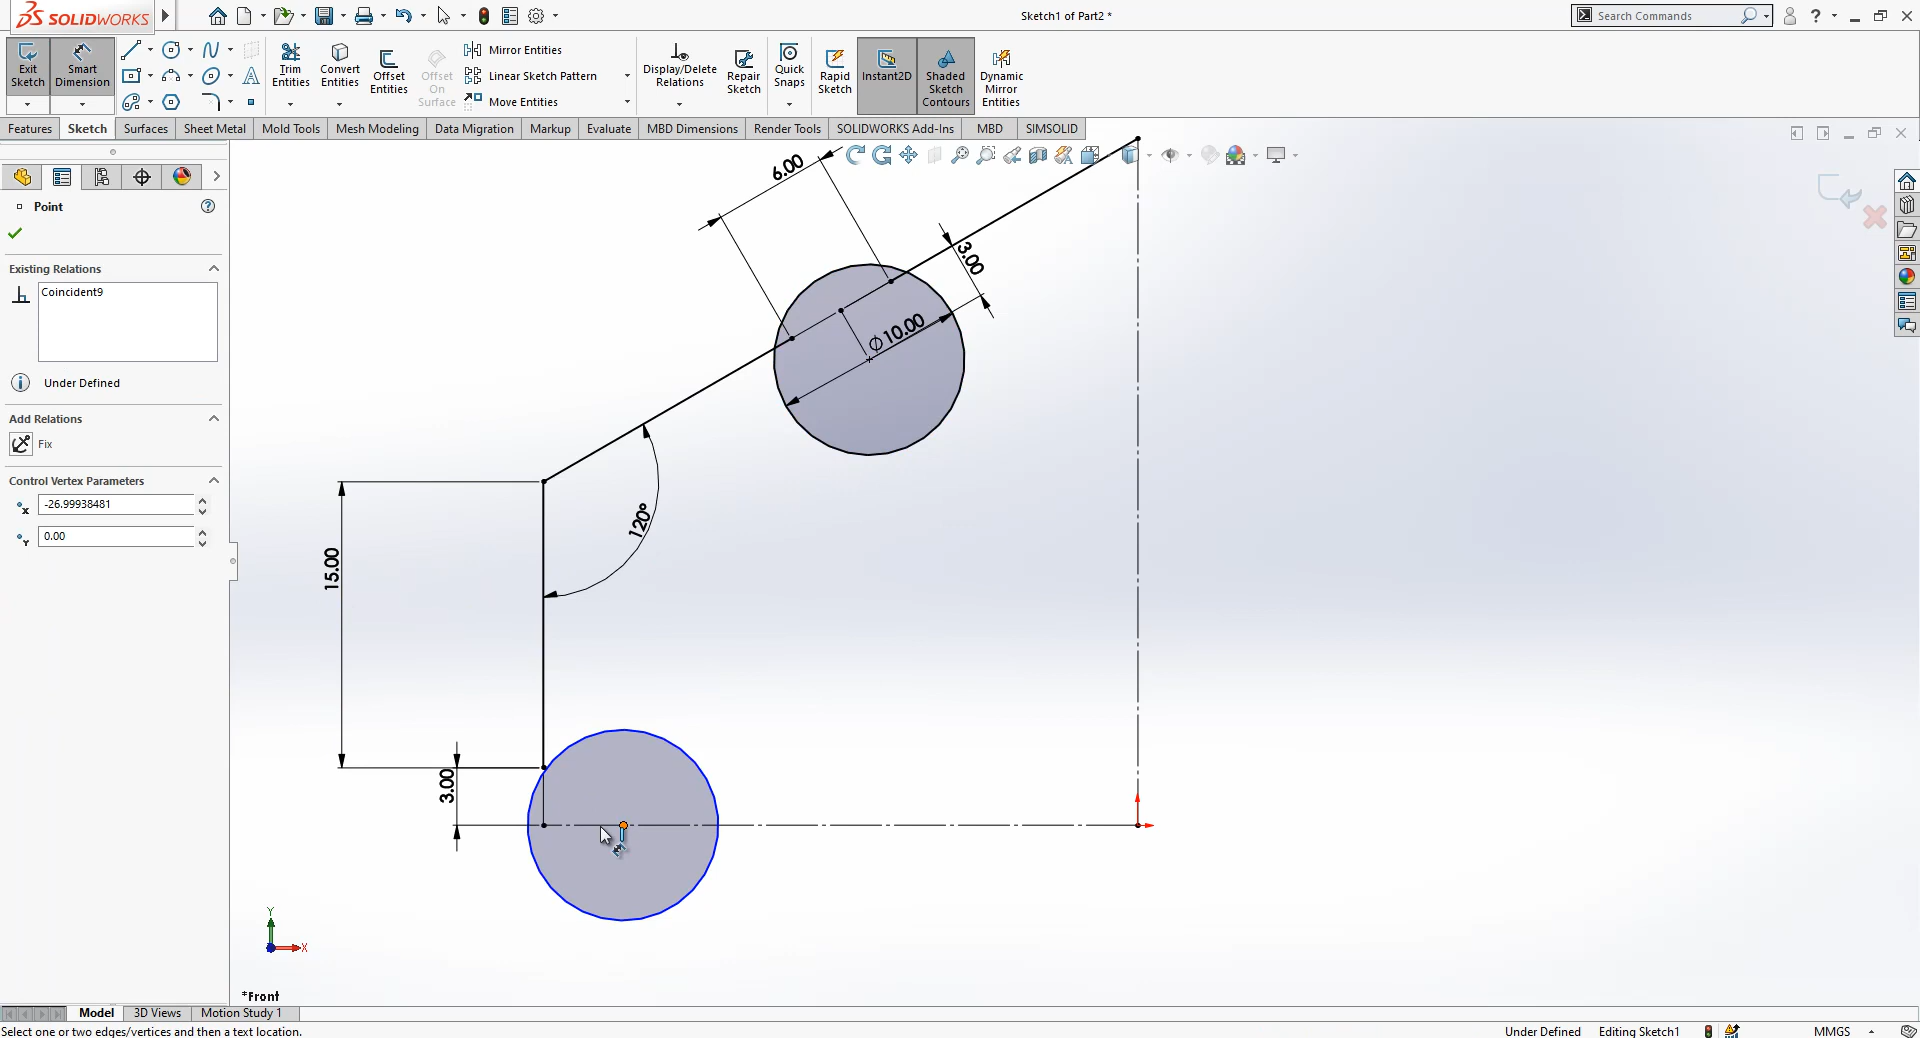 SOLIDWORKS
Sketch1 of Part2 *
Search Commands
Exit Sketch
Smart Dimension
Trim Entities
Convert Entities
Offset Entities
Offset On Surface
Mirror Entities
Linear Sketch Pattern
Move Entities
Display/Delete Relations
Repair Sketch
Quick Snaps
Rapid Sketch
Instant2D
Shaded Sketch Contours
Dynamic Mirror Entities
Features
Sketch
Surfaces
Sheet Metal
Mold Tools
Mesh Modeling
Data Migration
Markup
Evaluate
MBD Dimensions
Render Tools
SOLIDWORKS Add-Ins
MBD
SIMSOLID
Point
Existing Relations
Coincident9
Under Defined
Add Relations
Fix
Control Vertex Parameters
x -26.99938481
Y 0.00
6.00
3.00
∅10.00
120°
15.00
3.00
Y
X
*Front
Model
3D Views
Motion Study 1
Select one or two edges/vertices and then a text location.
Under Defined
Editing Sketch1
MMGS